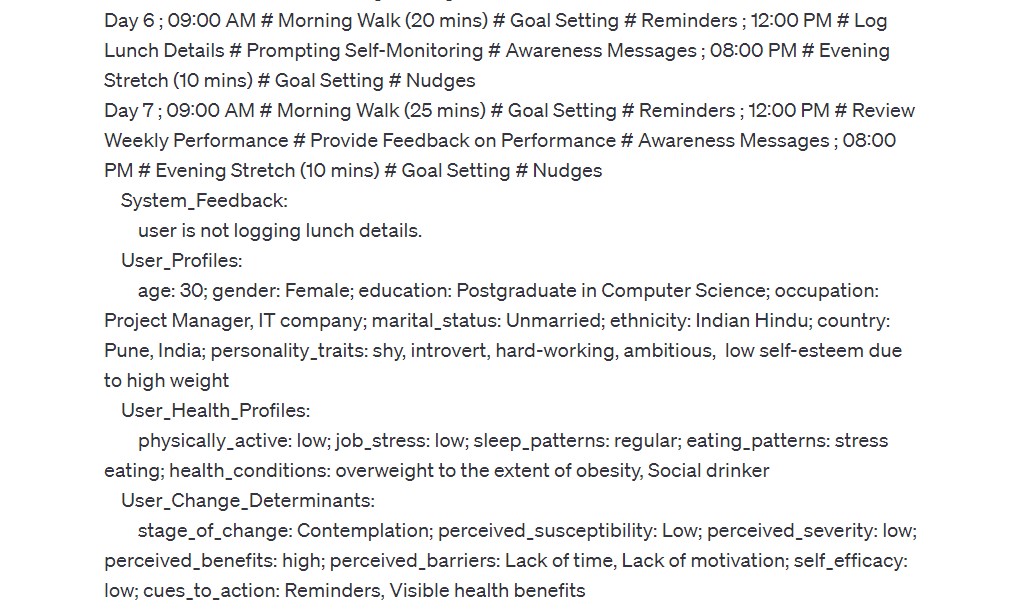 Day 6 ; 09:00 AM # Morning Walk (20 mins) # Goal Setting # Reminders ; 12:00 PM # Log
Lunch Details # Prompting Self-Monitoring # Awareness Messages ; 08:00 PM # Evening
Stretch (10 mins) # Goal Setting # Nudges
Day 7 ; 09:00 AM # Morning Walk (25 mins) # Goal Setting # Reminders ; 12:00 PM # Review
Weekly Performance # Provide Feedback on Performance # Awareness Messages ; 08:00
PM # Evening Stretch (10 mins) # Goal Setting # Nudges
System_Feedback:
user is not logging lunch details.
User_Profiles:
age: 30; gender: Female; education: Postgraduate in Computer Science; occupation:
Project Manager, IT company; marital_status: Unmarried; ethnicity: Indian Hindu; country:
Pune, India; personality_traits: shy, introvert, hard-working, ambitious,  low self-esteem due
to high weight
User_Health_Profiles:
physically_active: low; job_stress: low; sleep_patterns: regular; eating_patterns: stress
eating; health_conditions: overweight to the extent of obesity, Social drinker
User_Change_Determinants:
stage_of_change: Contemplation; perceived_susceptibility: Low; perceived_severity: low;
perceived_benefits: high; perceived_barriers: Lack of time, Lack of motivation; self_efficacy:
low; cues_to_action: Reminders, Visible health benefits